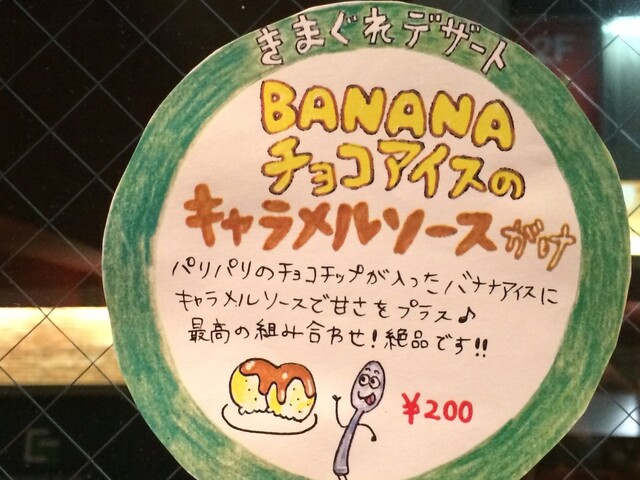 きまぐれデザート
BANANA
チョコアイスの
キャラメルソースがけ
パリパリのチョコチップが入ったバナナアイスに
キャラメルソースで甘さをプラス♪
最高の組み合わせ!絶品です!!
¥200
2F